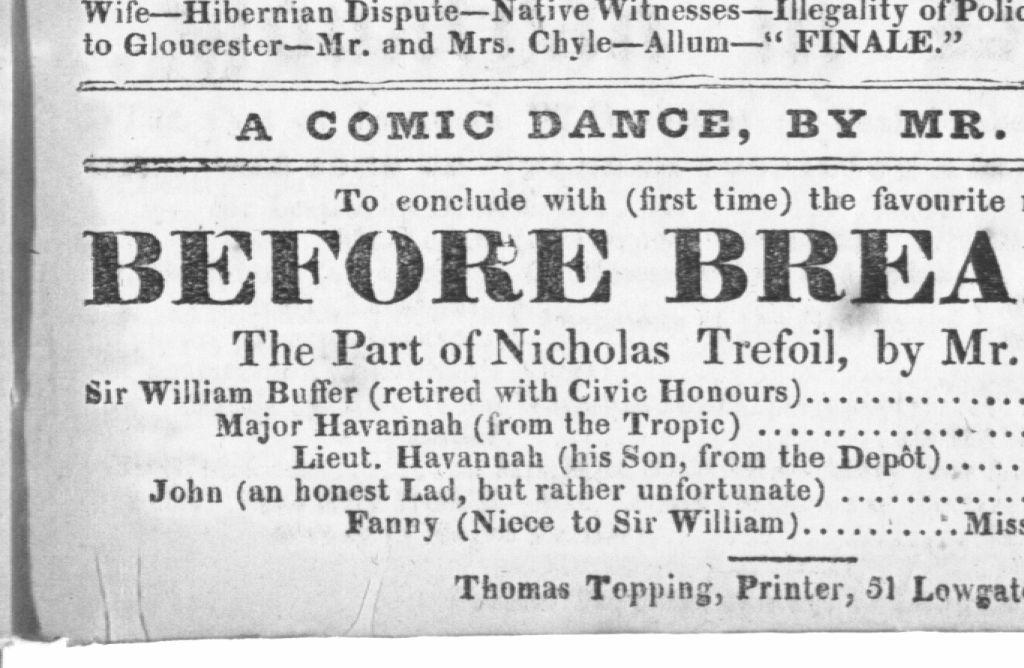 Wife—Hibernian Dispute—Native Witnesses—Illegality of Polic
to Gloucester—Mr. and Mrs. Chyle—Allum—“ FINALE.”
A COMIC DANCE, BY MR.
To conclude with (first time) the favourite
BEFORE BREA
The Part of Nicholas Trefoil, by Mr.
Sir William Buffer (retired with Civic Honours)..............
Major Havannah (from the Tropic) ................
Lieut. Havannah (his Son, from the Depôt).....
John (an honest Lad, but rather unfortunate) ............
Fanny (Niece to Sir William)...........Miss
Thomas Topping, Printer, 51 Lowgate